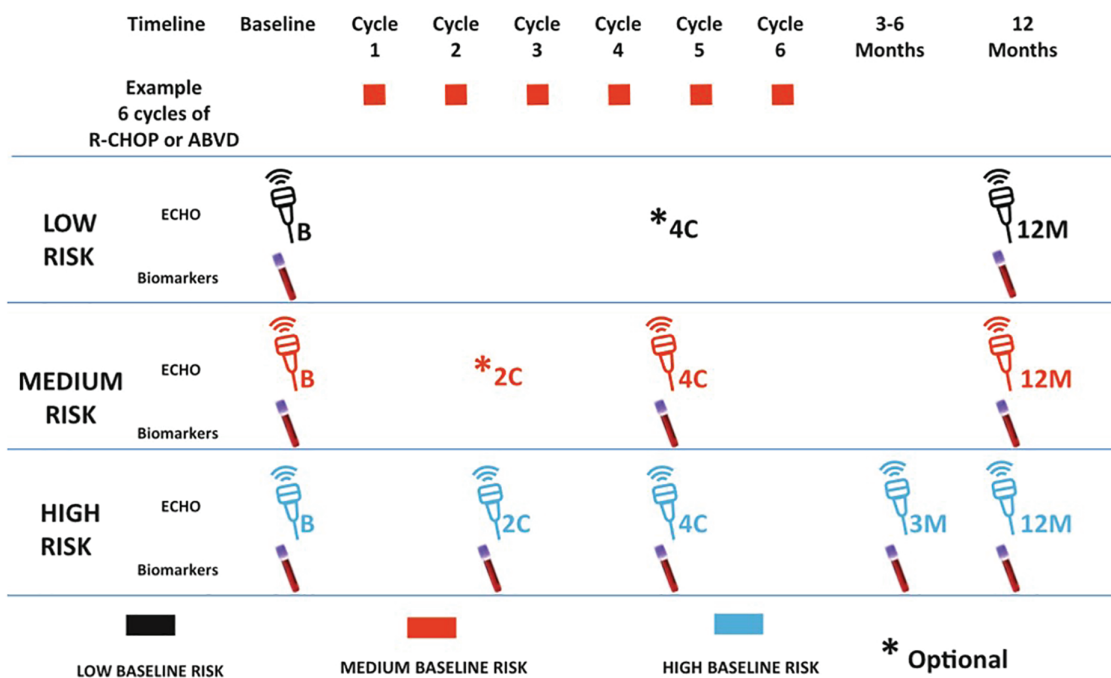 Timeline Baseline Cycle 1 Cycle 2 Cycle 3 Cycle 4 Cycle 5 Cycle 6 3-6 Months 12 Months
Example
6 cycles of
R-CHOP or ABVD
LOW
RISK
ECHO
B
*4C
12M
Biomarkers
MEDIUM
RISK
ECHO
B
*2C
4C
12M
Biomarkers
HIGH
RISK
ECHO
B
2C
4C
3M
12M
Biomarkers
LOW BASELINE RISK
MEDIUM BASELINE RISK
HIGH BASELINE RISK
* Optional